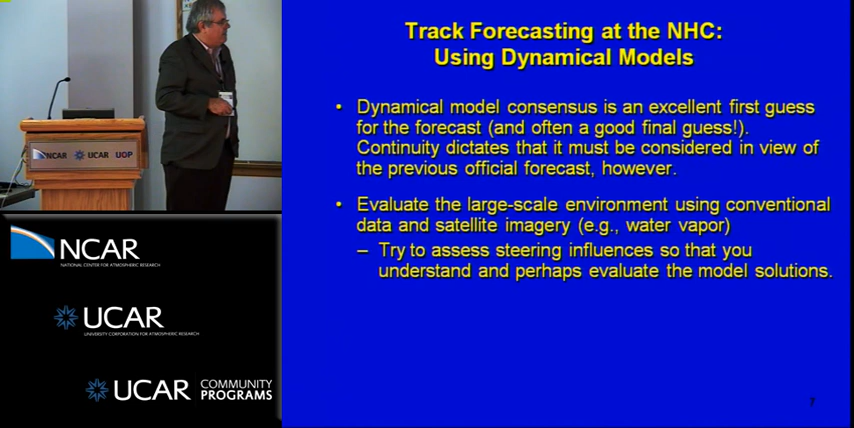 Track Forecasting at the NHC:
Using Dynamical Models
• Dynamical model consensus is an excellent first guess
for the forecast (and often a good final guess!).
Continuity dictates that it must be considered in view of
the previous official forecast, however.
• Evaluate the large-scale environment using conventional
data and satellite imagery (e.g., water vapor)
– Try to assess steering influences so that you
understand and perhaps evaluate the model solutions.
7
NCAR UCAR UOP
NCAR
NATIONAL CENTER FOR ATMOSPHERIC RESEARCH
UCAR
UNIVERSITY CORPORATION FOR ATMOSPHERIC RESEARCH
UCAR COMMUNITY
PROGRAMS